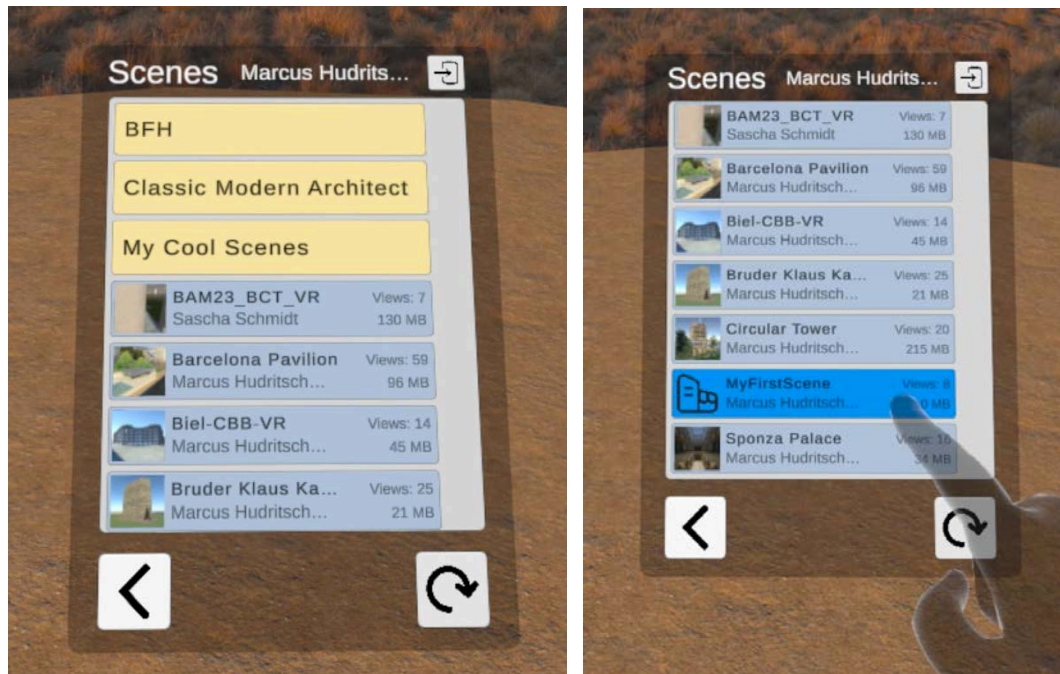 Scenes Marcus Hudrits...
BFH
Classic Modern Architect
My Cool Scenes
BAM23_BCT_VR Views: 7
Sascha Schmidt 130 MB
Barcelona Pavilion Views: 59
Marcus Hudritsch... 96 MB
Biel-CBB-VR Views: 14
Marcus Hudritsch... 45 MB
Bruder Klaus Ka... Views: 25
Marcus Hudritsch... 21 MB
Scenes Marcus Hudrits...
BAM23_BCT_VR Views: 7
Sascha Schmidt 130 MB
Barcelona Pavilion Views: 59
Marcus Hudritsch... 96 MB
Biel-CBB-VR Views: 14
Marcus Hudritsch... 45 MB
Bruder Klaus Ka... Views: 25
Marcus Hudritsch... 21 MB
Circular Tower Views: 20
Marcus Hudritsch... 215 MB
MyFirstScene Views: 8
Marcus Hudritsch... 0 MB
Sponza Palace Views: 16
Marcus Hudritsch... 34 MB